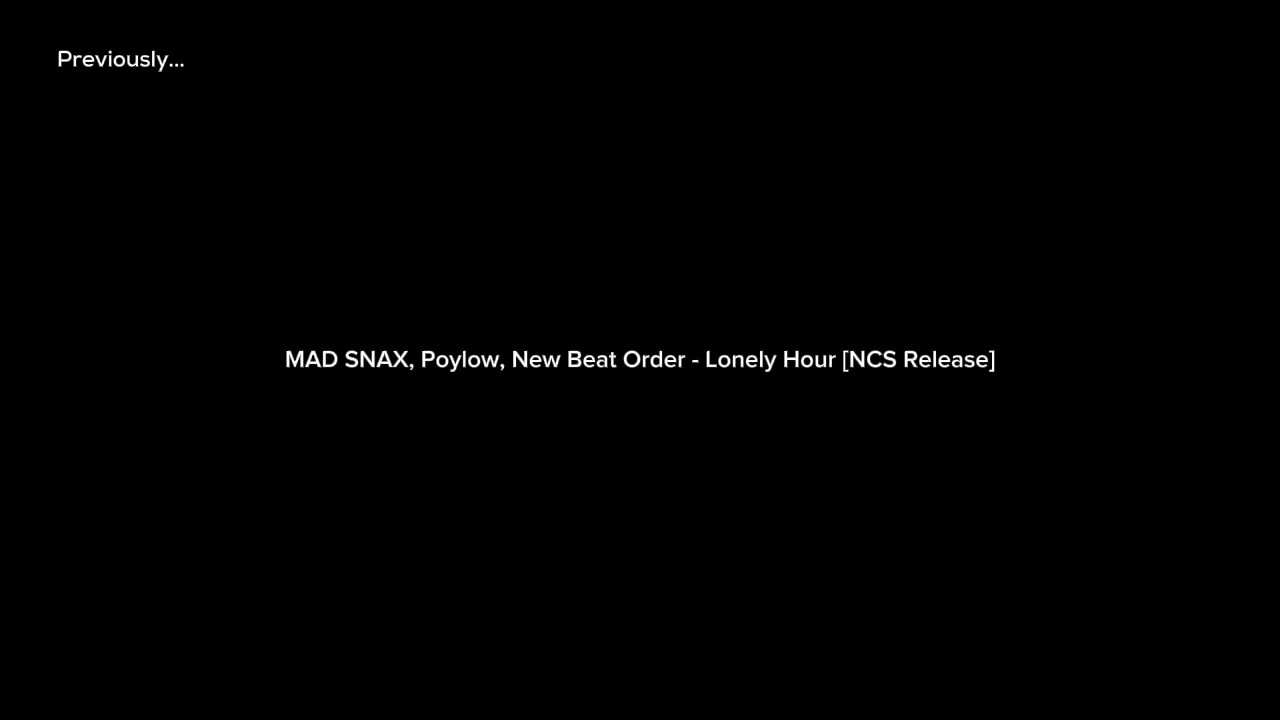 Previously...
MAD SNAX, Poylow, New Beat Order - Lonely Hour [NCS Release]